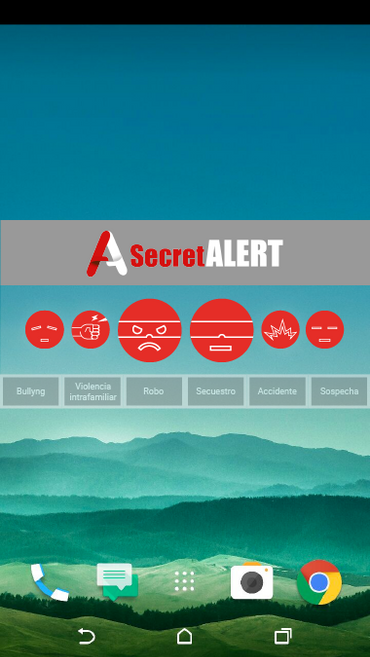 A SecretALERT
Bullyng
Violencia
intrafamiliar
Robo
Secuestro
Accidente
Sospecha